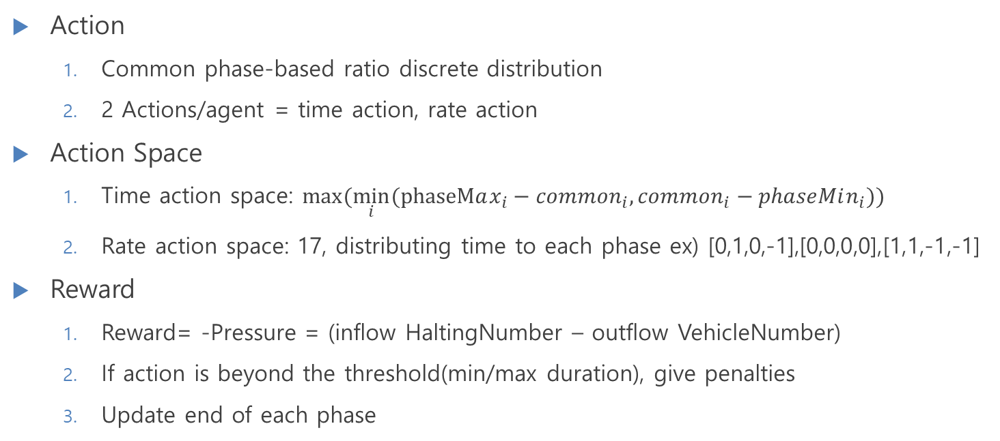 ▶ Action
1. Common phase-based ratio discrete distribution
2. 2 Actions/agent = time action, rate action
▶ Action Space
1. Time action space: max(min_i(phaseMax_i − common_i, common_i − phaseMin_i))
2. Rate action space: 17, distributing time to each phase ex) [0,1,0,-1],[0,0,0,0],[1,1,-1,-1]
▶ Reward
1. Reward= -Pressure = (inflow HaltingNumber – outflow VehicleNumber)
2. If action is beyond the threshold(min/max duration), give penalties
3. Update end of each phase